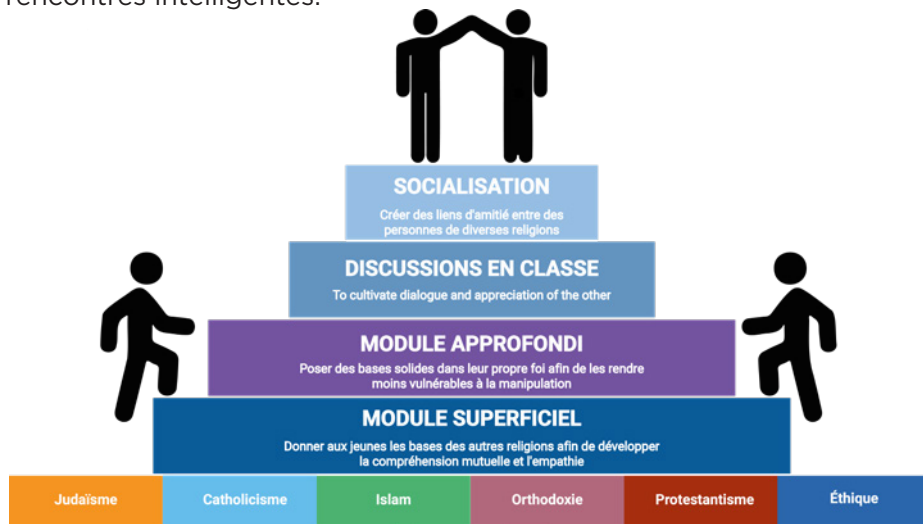 rencontres intelligentes.
SOCIALISATION
Créer des liens d'amitié entre des
personnes de diverses religions
DISCUSSIONS EN CLASSE
To cultivate dialogue and appreciation of the other
MODULE APPROFONDI
Poser des bases solides dans leur propre foi afin de les rendre
moins vulnérables à la manipulation
MODULE SUPERFICIEL
Donner aux jeunes les bases des autres religions afin de développer
la compréhension mutuelle et l'empathie
Judaïsme
Catholicisme
Islam
Orthodoxie
Protestantisme
Éthique